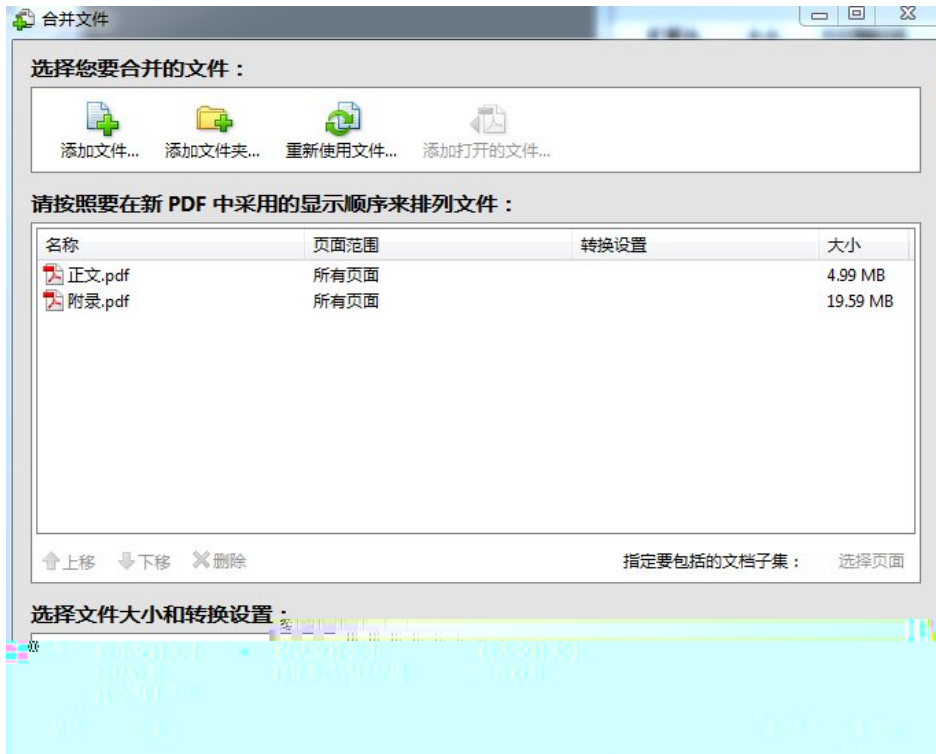 合并文件
选择您要合并的文件：
添加文件... 添加文件夹... 重新使用文件... 添加打开的文件...
请按照要在新 PDF 中采用的显示顺序来排列文件：
名称 页面范围 转换设置 大小
正文.pdf 所有页面 4.99 MB
附录.pdf 所有页面 19.59 MB
上移 下移 删除 指定要包括的文档子集： 选择页面
选择文件大小和转换设置：